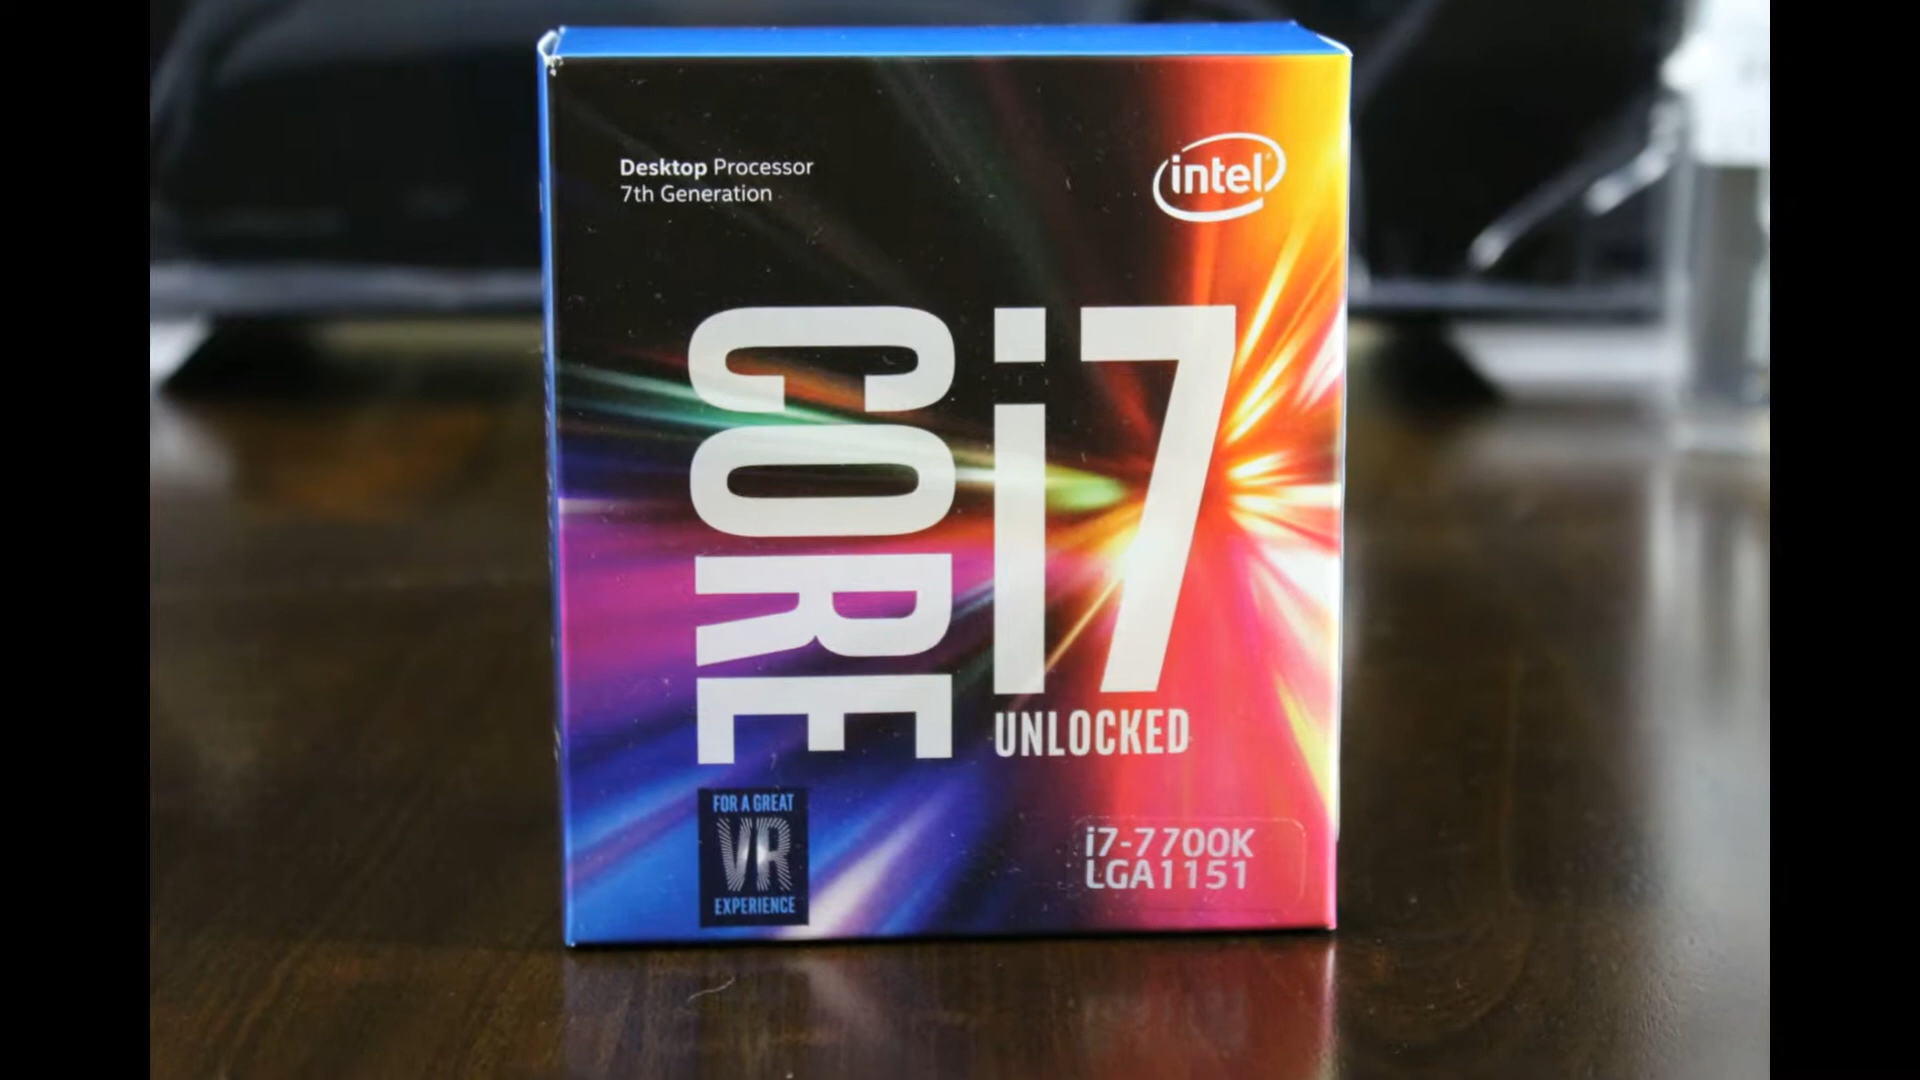 Desktop Processor
7th Generation
intel
CORE
i7
UNLOCKED
FOR A GREAT
VR
EXPERIENCE
i7-7700K
LGA1151